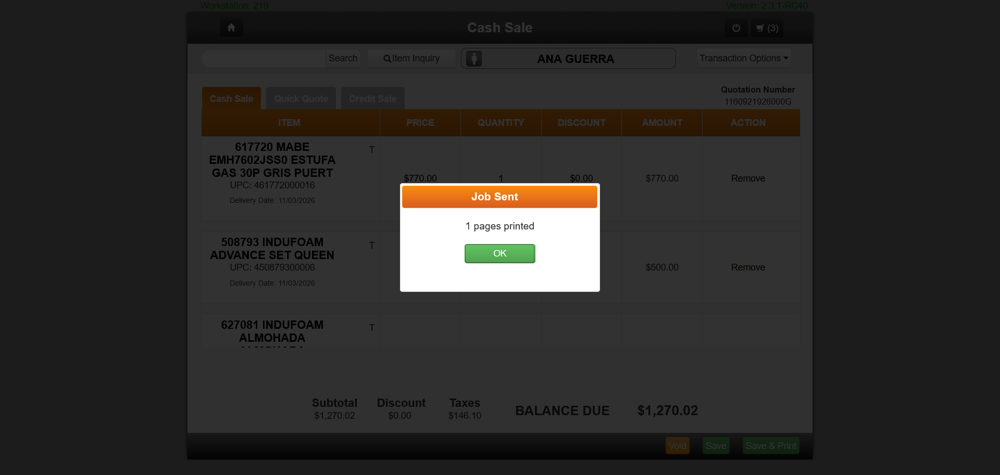 Workstation: 219
Version: 2.3.1-RC40
Cash Sale
(3)
Search
Item Inquiry
ANA GUERRA
Transaction Options
Cash Sale
Quick Quote
Credit Sale
Quotation Number
1160921926000G
ITEM
PRICE
QUANTITY
DISCOUNT
AMOUNT
ACTION
617720 MABE
EMH7602JSS0 ESTUFA
GAS 30P GRIS PUERT
UPC: 461772000016
Delivery Date: 11/03/2026
T
$770.00
1
$0.00
$770.00
Remove
508793 INDUFOAM
ADVANCE SET QUEEN
UPC: 450879300006
Delivery Date: 11/03/2026
T
$500.00
Remove
627081 INDUFOAM
ALMOHADA
T
Job Sent
1 pages printed
OK
Subtotal
$1,270.02
Discount
$0.00
Taxes
$146.10
BALANCE DUE
$1,270.02
Void
Save
Save & Print